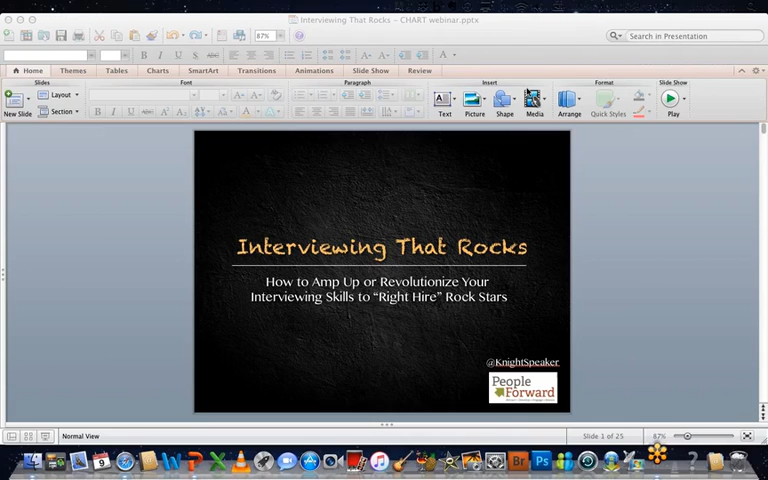 Interviewing That Rocks – CHART webinar.pptx
87%
Search in Presentation
Home Themes Tables Charts SmartArt Transitions Animations Slide Show Review
Slides Font Paragraph Insert Format Slide Show
New Slide Layout Section Text Picture Shape Media Arrange Quick Styles Play
Interviewing That Rocks
How to Amp Up or Revolutionize Your
Interviewing Skills to “Right Hire” Rock Stars
@KnightSpeaker
People
Forward
Normal View Slide 1 of 25 87%